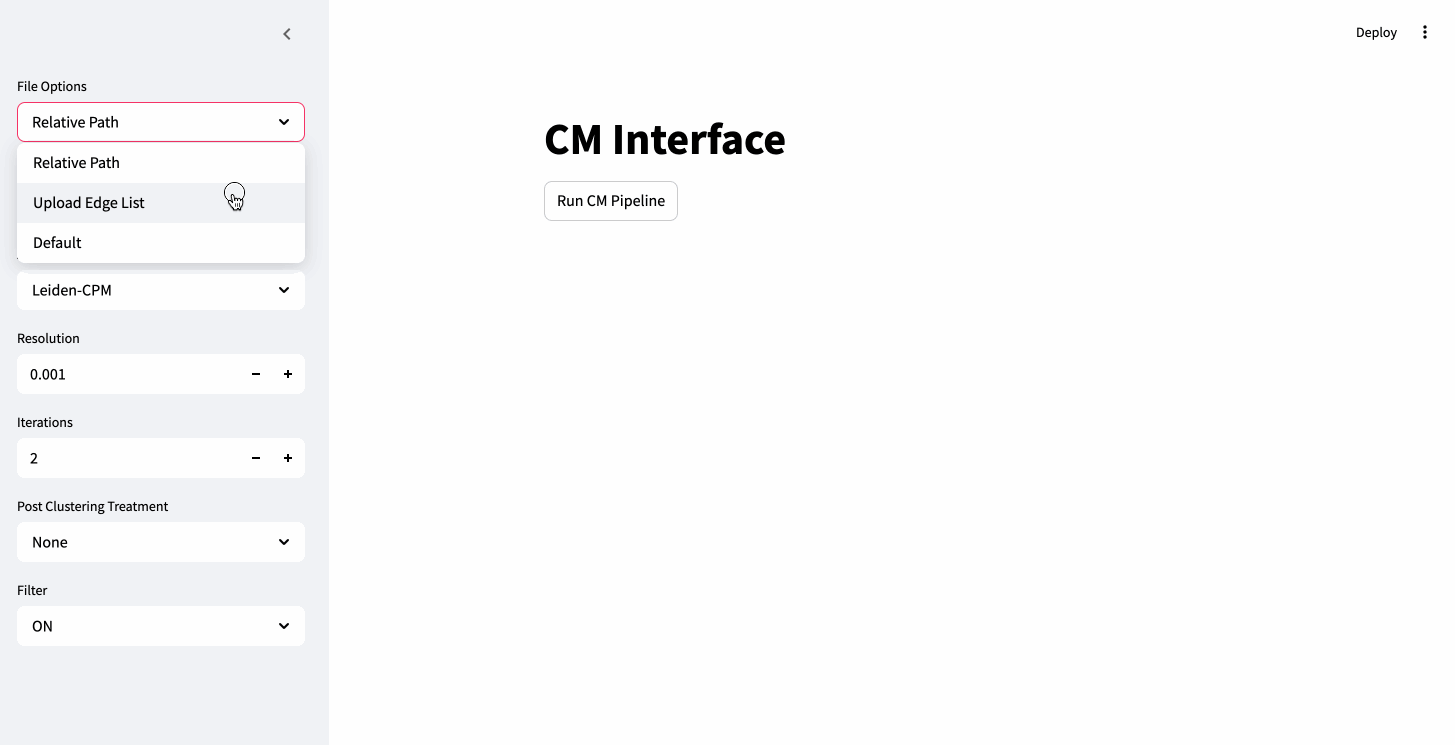 File Options
Relative Path
Relative Path
Upload Edge List
Default
Leiden-CPM
Resolution
0.001
Iterations
2
Post Clustering Treatment
None
Filter
ON
Deploy
CM Interface
Run CM Pipeline